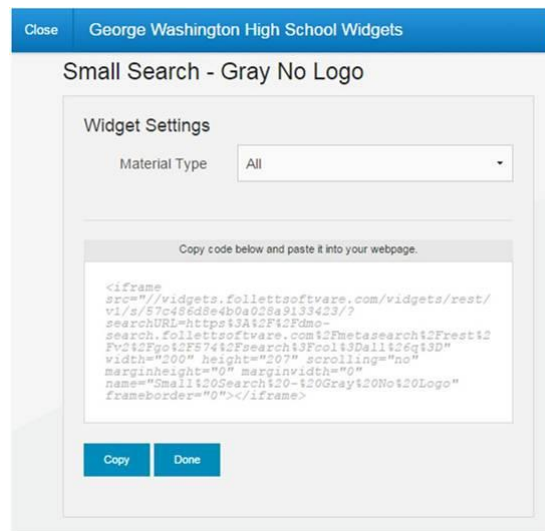 Close George Washington High School Widgets
Small Search - Gray No Logo
Widget Settings
Material Type All
Copy code below and paste it into your webpage.
<iframe
src="//widgets.follettsoftware.com/widgets/rest/
v1/s/57c486d8e4b0a028a9133423/?
searchURL=https%3A%2F%2Fdmo-
search.follettsoftware.com%2Fmetasearch%2Frest%2
Fv2%2Fgo%2F574%2Fsearch%3Fcol%3Dall%26q%3D"
width="200" height="207" scrolling="no"
marginheight="0" marginwidth="0"
name="Small%20Search%20-%20Gray%20No%20Logo"
frameborder="0"></iframe>
Copy Done